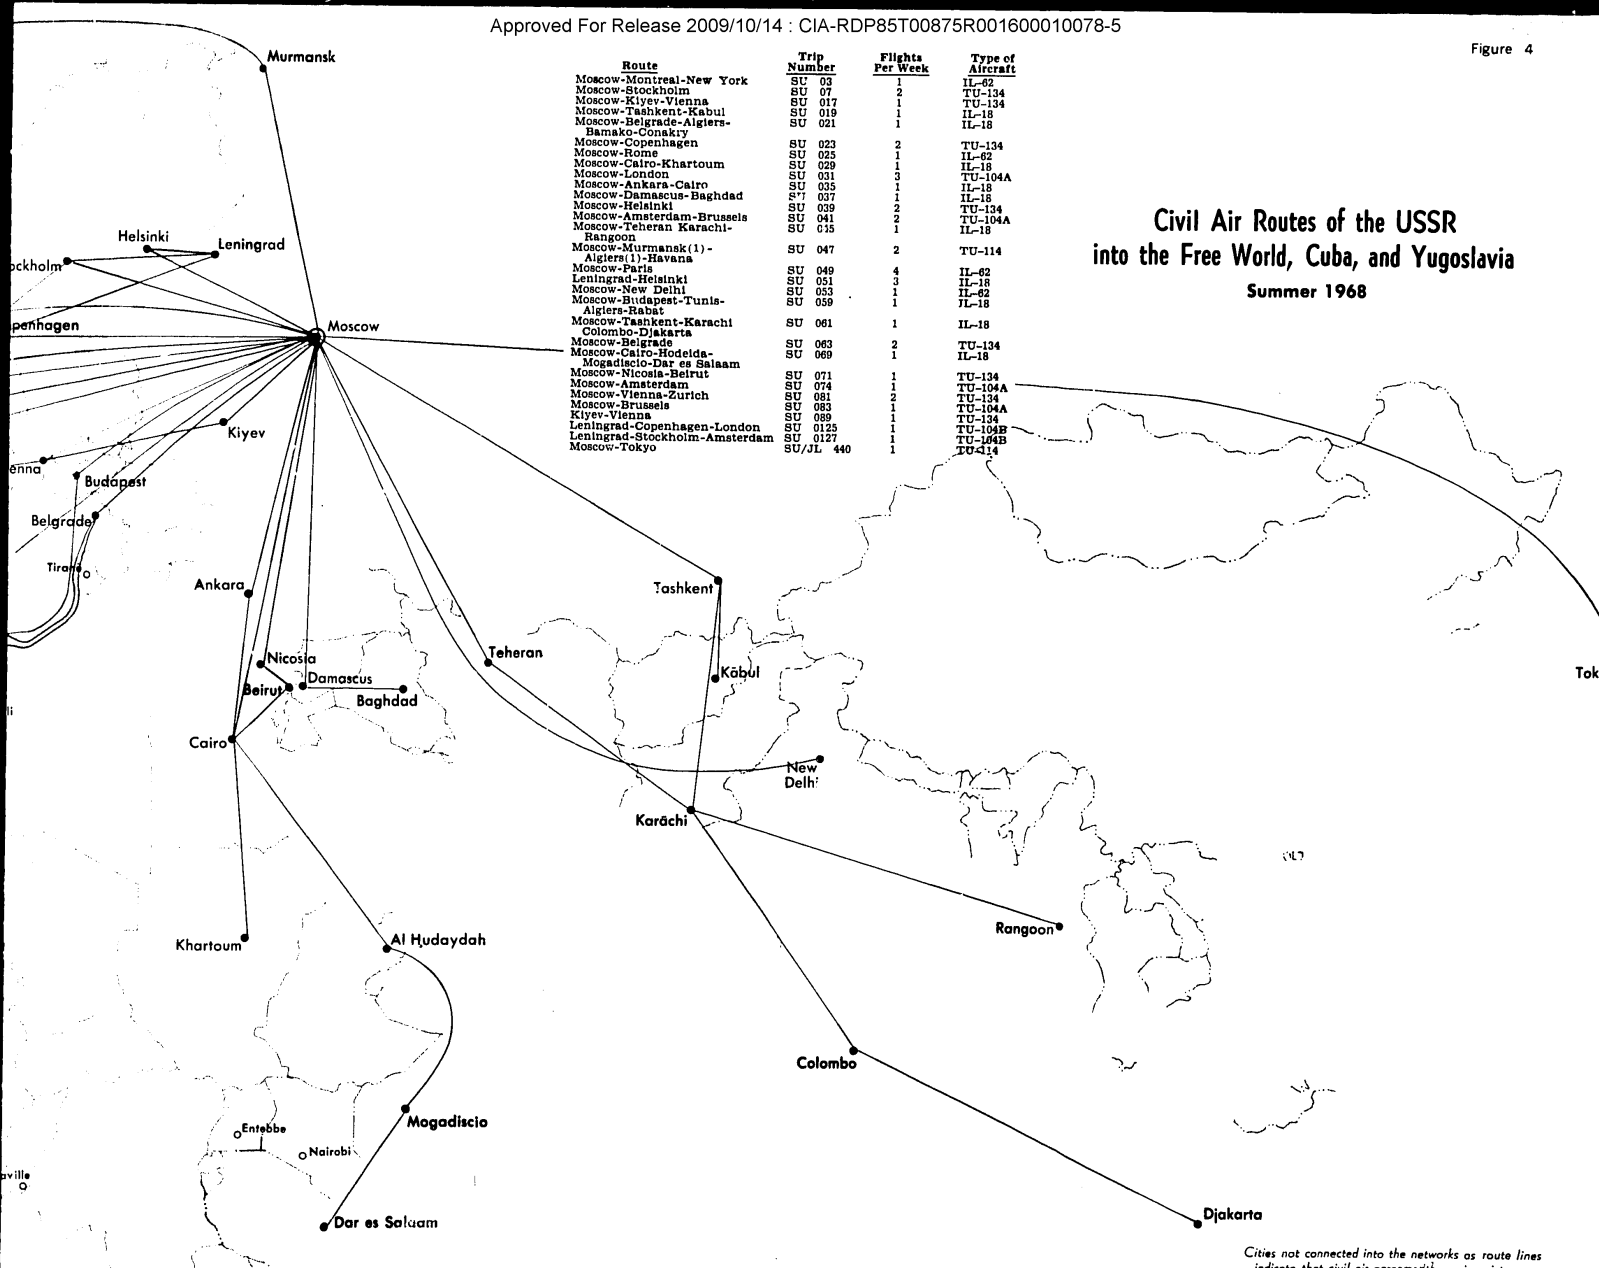 Approved For Release 2009/10/14 : CIA-RDP85T00875R001600010078-5
Figure 4
Route Trip Number Flights Per Week Type of Aircraft
Moscow-Montreal-New York SU 03 1 IL-62
Moscow-Stockholm SU 07 2 TU-134
Moscow-Kiyev-Vienna SU 017 1 TU-134
Moscow-Tashkent-Kabul SU 019 1 IL-18
Moscow-Belgrade-Algiers- SU 021 1 IL-18
Bamako-Conakry
Moscow-Copenhagen SU 023 2 TU-134
Moscow-Rome SU 025 1 IL-62
Moscow-Cairo-Khartoum SU 029 1 IL-18
Moscow-London SU 031 3 TU-104A
Moscow-Ankara-Cairo SU 035 1 IL-18
Moscow-Damascus-Baghdad 037 1 IL-18
Moscow-Helsinki SU 039 2 TU-134
Moscow-Amsterdam-Brussels SU 041 2 TU-104A
Moscow-Teheran Karachi- SU 1 IL-18
Rangoon
Moscow-Murmansk(1)- SU 047 2 TU-114
Algiers(1)-Havana
Moscow-Paris SU 049 4 IL-62
Leningrad-Helsinki SU 051 3 IL-18
Moscow-New Delhi SU 053 1 IL-62
Moscow-Budapest-Tunis- SU 059 1 IL-18
Algiers-Rabat
Moscow-Tashkent-Karachi SU 061 1 IL-18
Colombo-Djakarta
Moscow-Belgrade SU 063 2 TU-134
Moscow-Cairo-Hodeida- SU 069 1 IL-18
Mogadiscio-Dar es Salaam
Moscow-Nicosia-Beirut SU 071 1 TU-134
Moscow-Amsterdam SU 074 1 TU-104A
Moscow-Vienna-Zurich SU 081 2 TU-134
Moscow-Brussels SU 083 1 TU-104A
Kiyev-Vienna SU 089 1 TU-134
Leningrad-Copenhagen-London SU 0125 1 TU-104B
Leningrad-Stockholm-Amsterdam SU 0127 1 TU-104B
Moscow-Tokyo SU/JL 440 1 TU-114
Civil Air Routes of the USSR
into the Free World, Cuba, and Yugoslavia
Summer 1968
Murmansk
Helsinki
Leningrad
ockholm
penhagen
Moscow
Kiyev
enna
Budapest
Belgrade
Tiranë
Ankara
Tashkent
Nicosia
Teheran
Kābul
Beirut
Damascus
Baghdad
Tok
li
Cairo
New
Delhi
Karāchi
Rangoon
Khartoum
Al Hudaydah
Colombo
Mogadiscio
Entebbe
Nairobi
aville
Dar es Salaam
Djakarta
Cities not connected into the networks as route lines
indicate that civil air